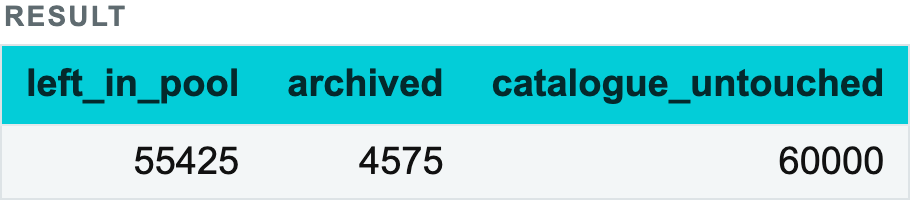 RESULT
left_in_pool archived catalogue_untouched
55425 4575 60000